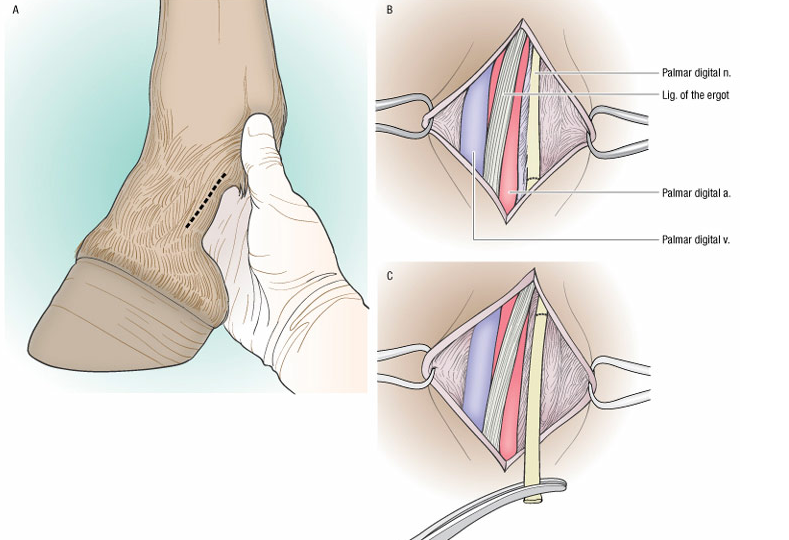 A
B
Palmar digital n.
Lig. of the ergot
Palmar digital a.
Palmar digital v.
C